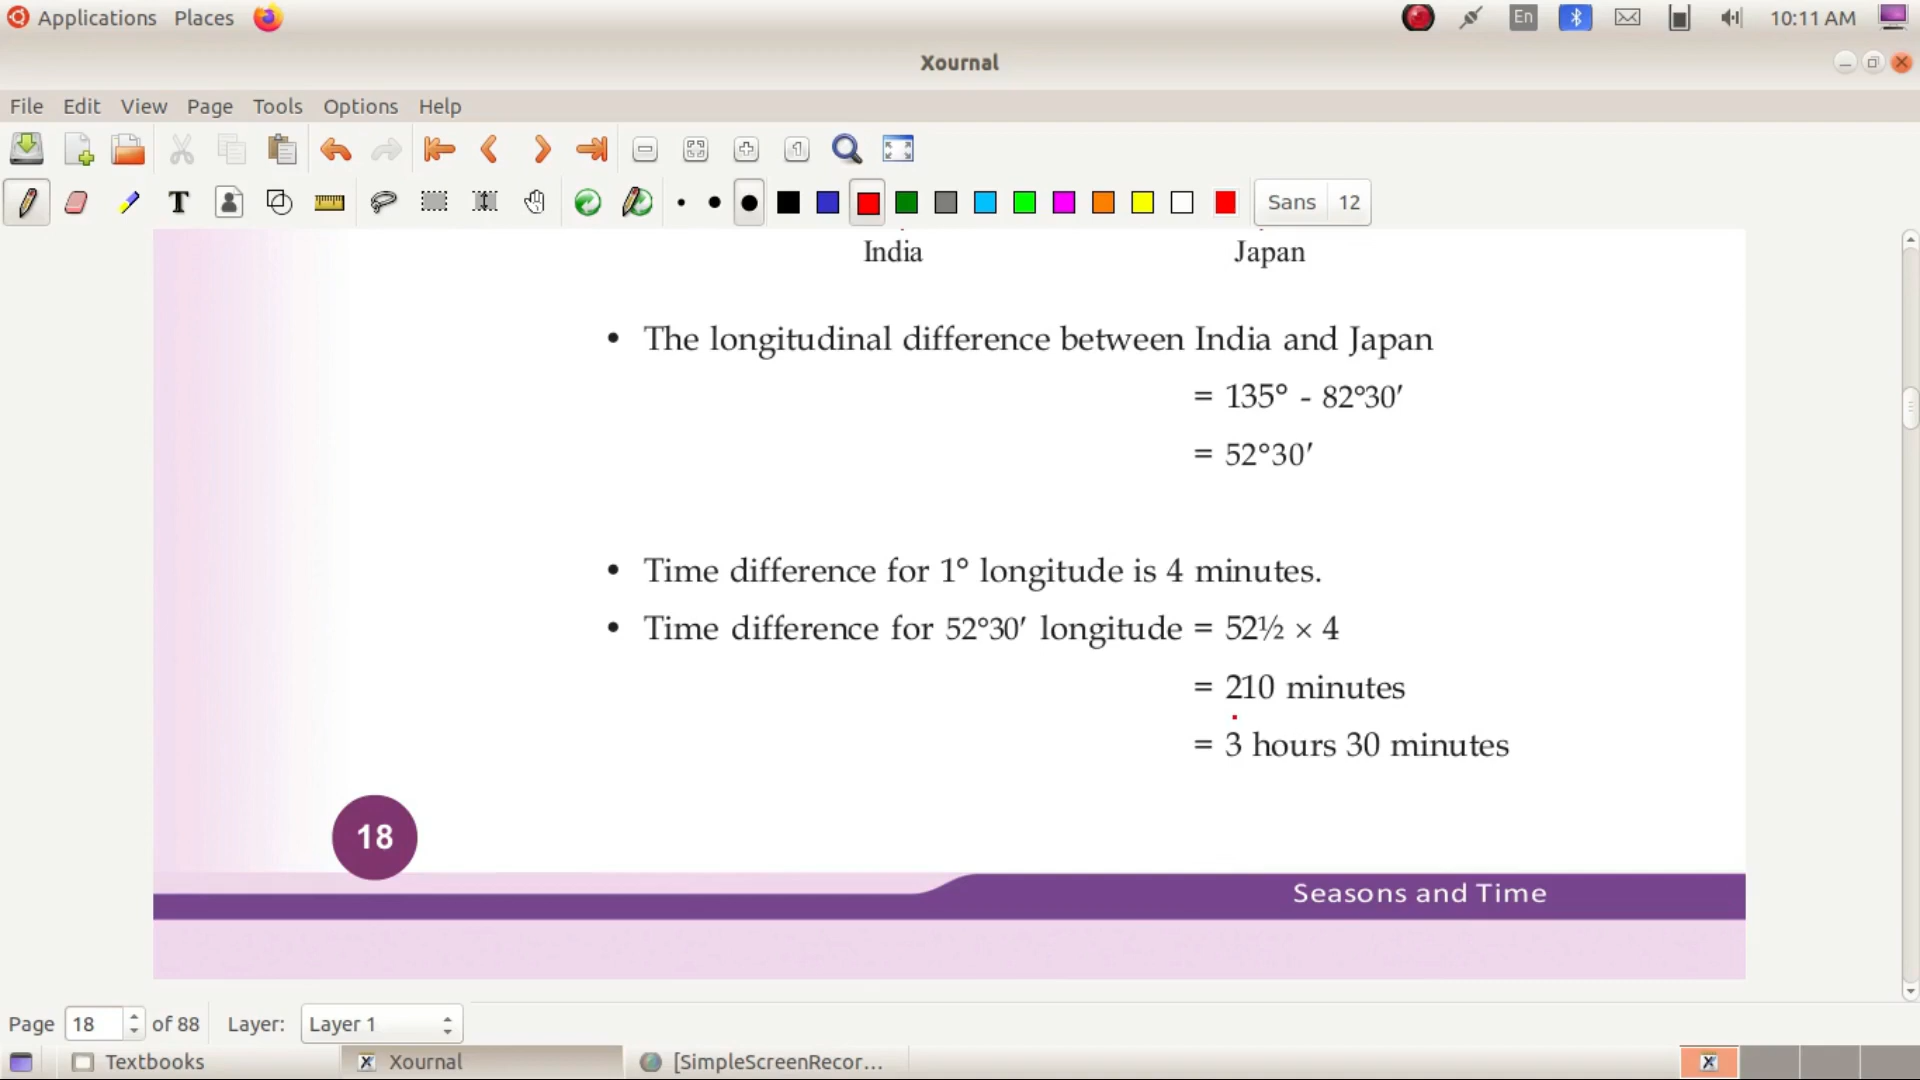 Applications Places En 10:11 AM
Xournal
File Edit View Page Tools Options Help
T Sans 12
India Japan
• The longitudinal difference between India and Japan
= 135° - 82°30′
= 52°30′
• Time difference for 1° longitude is 4 minutes.
• Time difference for 52°30′ longitude = 52½ × 4
= 210 minutes
= 3 hours 30 minutes
18
Seasons and Time
Page 18 of 88 Layer: Layer 1
Textbooks Xournal [SimpleScreenRecor...